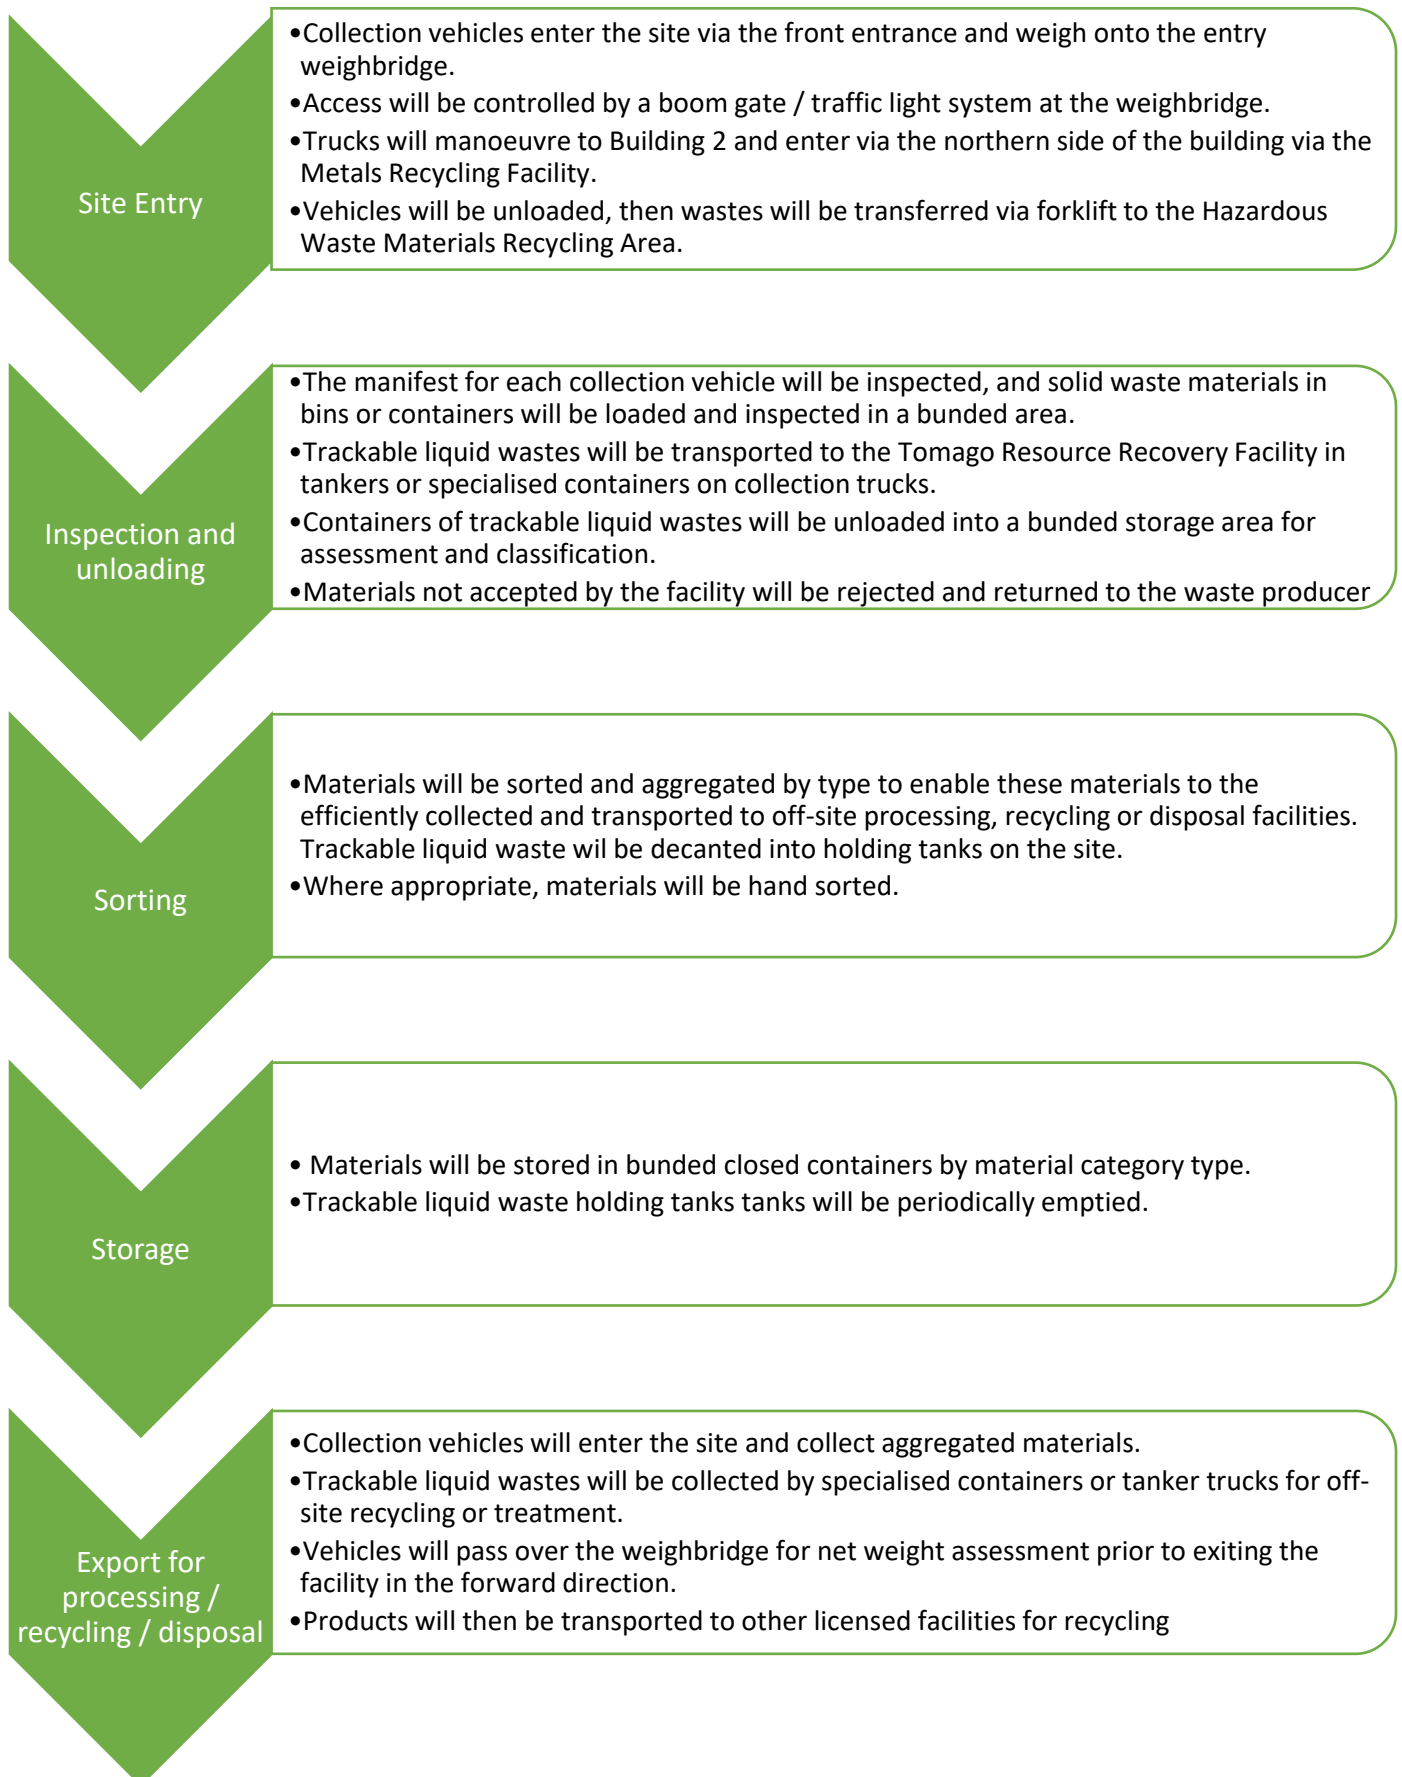 Site Entry
•Collection vehicles enter the site via the front entrance and weigh onto the entry
weighbridge.
•Access will be controlled by a boom gate / traffic light system at the weighbridge.
•Trucks will manoeuvre to Building 2 and enter via the northern side of the building via the
Metals Recycling Facility.
•Vehicles will be unloaded, then wastes will be transferred via forklift to the Hazardous
Waste Materials Recycling Area.
Inspection and
unloading
•The manifest for each collection vehicle will be inspected, and solid waste materials in
bins or containers will be loaded and inspected in a bunded area.
•Trackable liquid wastes will be transported to the Tomago Resource Recovery Facility in
tankers or specialised containers on collection trucks.
•Containers of trackable liquid wastes will be unloaded into a bunded storage area for
assessment and classification.
•Materials not accepted by the facility will be rejected and returned to the waste producer
Sorting
•Materials will be sorted and aggregated by type to enable these materials to the
efficiently collected and transported to off-site processing, recycling or disposal facilities.
Trackable liquid waste wil be decanted into holding tanks on the site.
•Where appropriate, materials will be hand sorted.
Storage
• Materials will be stored in bunded closed containers by material category type.
•Trackable liquid waste holding tanks tanks will be periodically emptied.
Export for
processing /
recycling / disposal
•Collection vehicles will enter the site and collect aggregated materials.
•Trackable liquid wastes will be collected by specialised containers or tanker trucks for off-
site recycling or treatment.
•Vehicles will pass over the weighbridge for net weight assessment prior to exiting the
facility in the forward direction.
•Products will then be transported to other licensed facilities for recycling